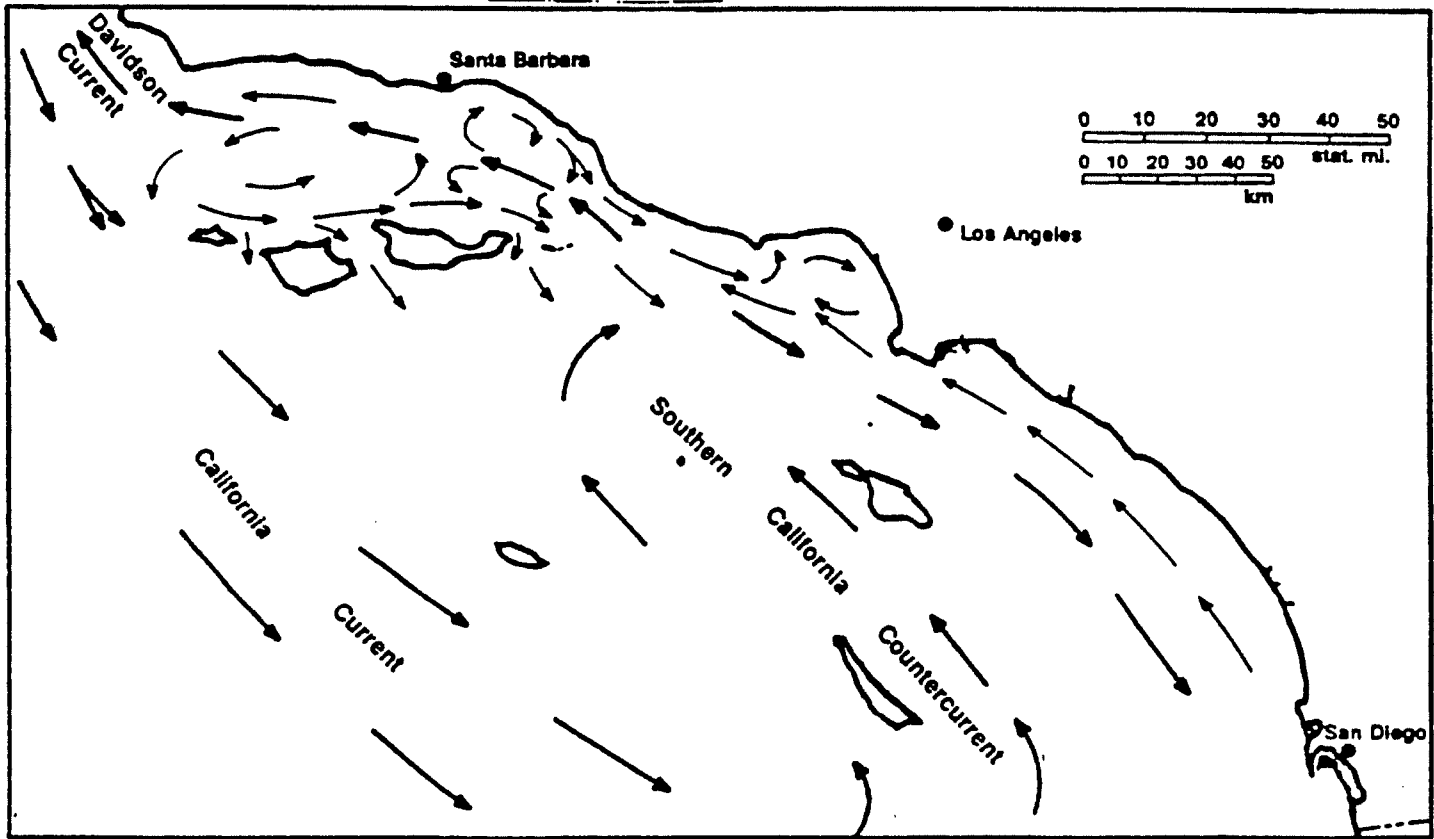 Davidson
Current
Santa Barbara
0 10 20 30 40 50
stat. mi.
0 10 20 30 40 50
km
Los Angeles
Southern
California
Countercurrent
California
Current
San Diego